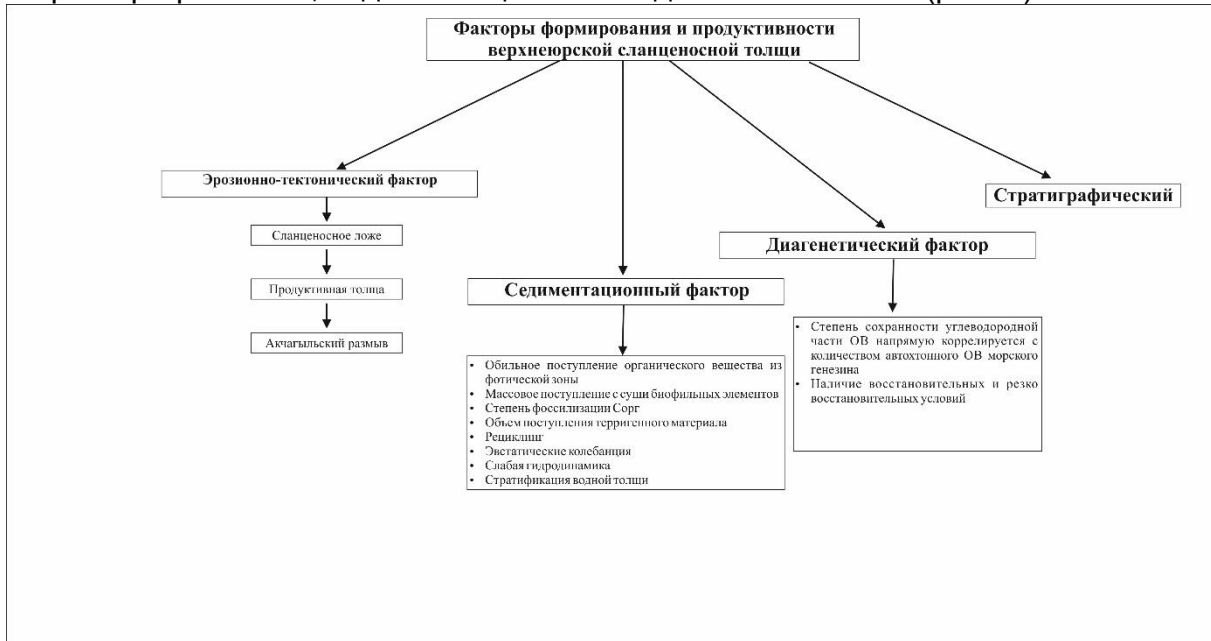 Факторы формирования и продуктивности
верхнеюрской сланценосной толщи
Эрозионно-тектонический фактор
Стратиграфический
Сланценосное ложе
Диагенетический фактор
Продуктивная толща
Седиментационный фактор
Акчагыльский размыв
• Степень сохранности углеводородной
части ОВ напрямую коррелируется с
количеством автохтонного ОВ морского
генезина
• Наличие восстановительных и резко
восстановительных условий
• Обильное поступление органического вещества из
фотической зоны
• Массовое поступление с суши биофильных элементов
• Степень фоссилизации Сорг
• Объем поступления терригенного материала
• Рециклинг
• Эвстатические колебанция
• Слабая гидродинамика
• Стратификация водной толщи